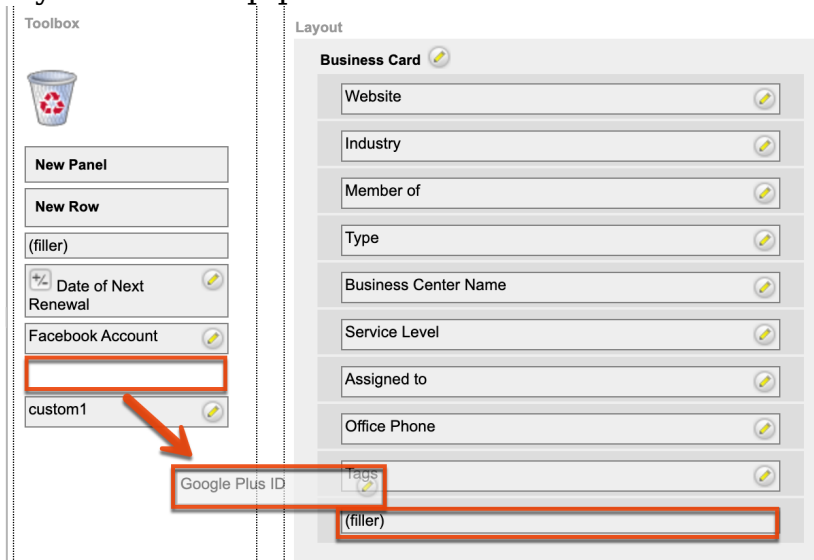 Toolbox
New Panel
New Row
(filler)
Date of Next
Renewal
Facebook Account
custom1
Layout
Business Card
Website
Industry
Member of
Type
Business Center Name
Service Level
Assigned to
Office Phone
Tags
Google Plus ID
(filler)